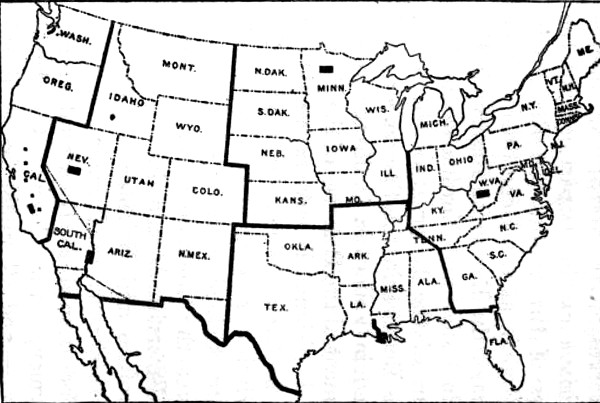 WASH.
MONT.
N.DAK.
MINN.
ME.
OREG.
IDAHO
WYO.
S.DAK.
WIS.
MICH.
N.Y.
VT.
N.H.
MASS.
CONN.
NEB.
IOWA
PA.
N.J.
NEV.
UTAH
COLO.
KANS.
MO.
ILL
IND.
OHIO
W.VA.
VA.
MD.
DEL.
CAL.
KY.
SOUTH
CAL.
ARIZ.
N.MEX.
OKLA.
ARK.
TENN.
N.C.
S.C.
TEX.
LA.
MISS.
ALA.
GA.
FLA.